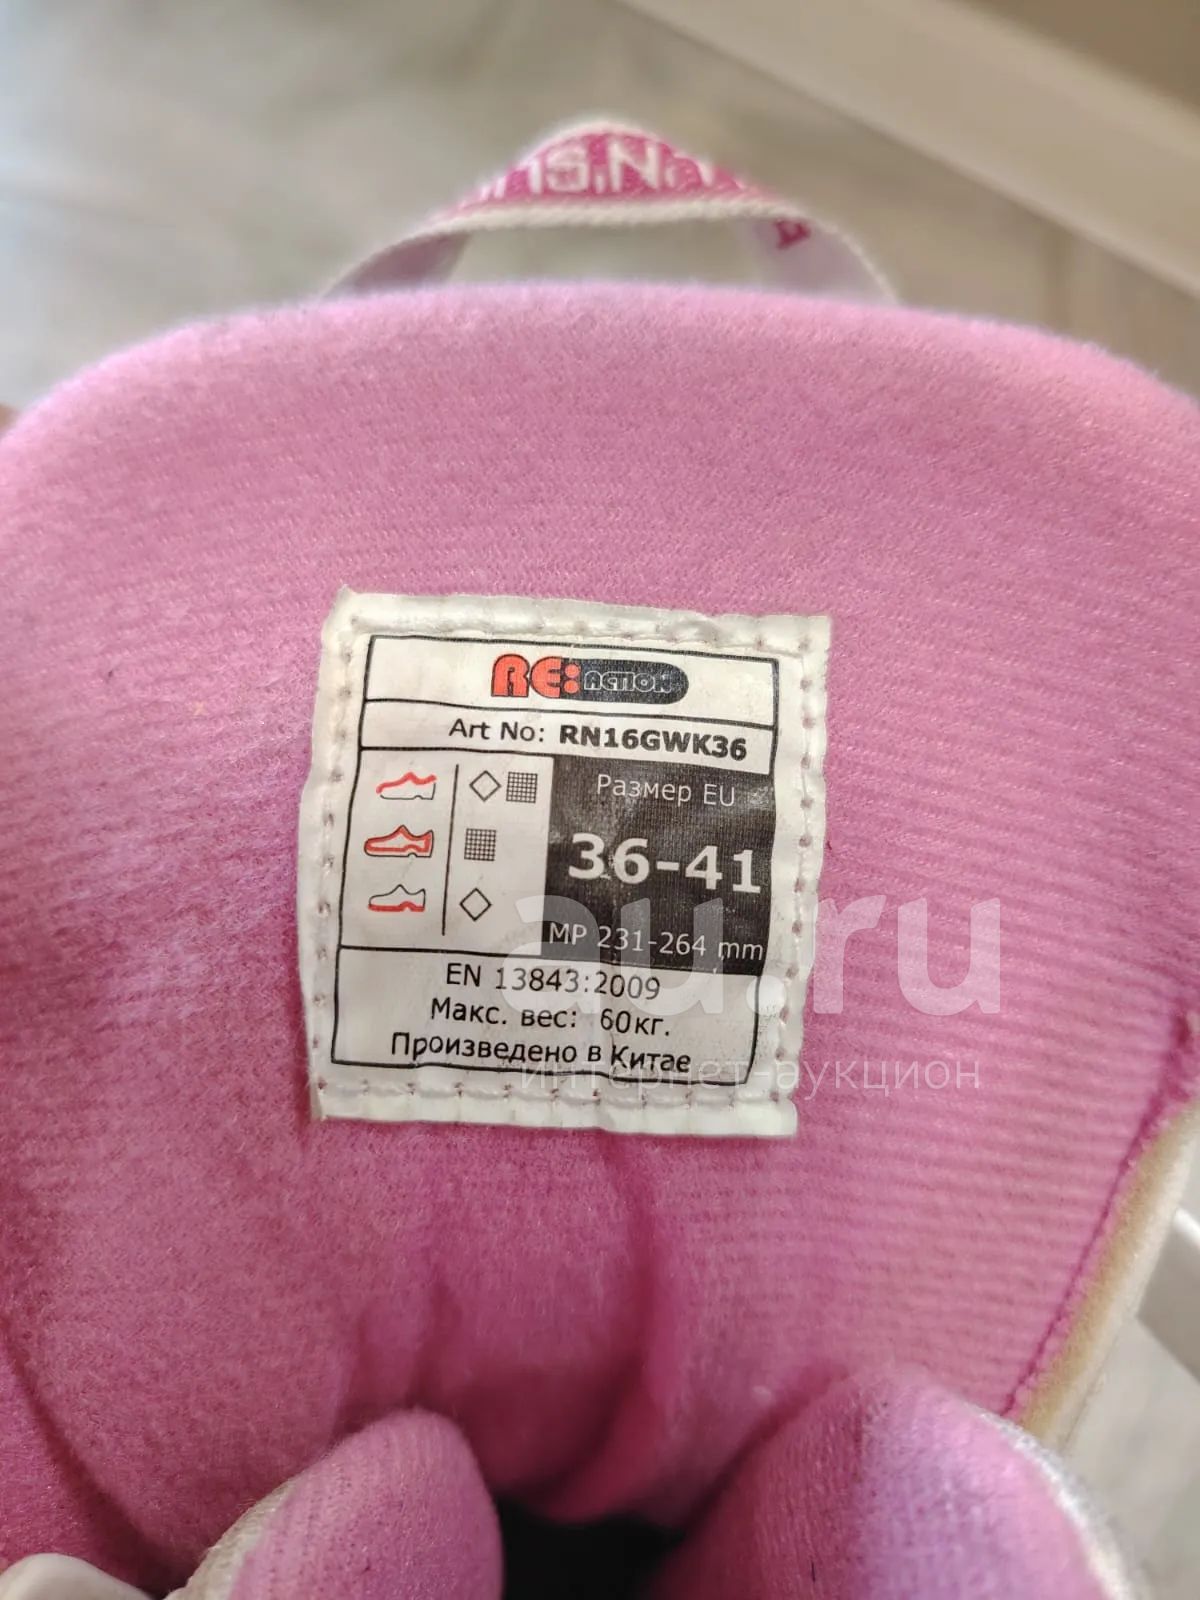 RE:ACTION
Art No: RN16GWK36
Размер EU
36-41
MP 231-264 mm
EN 13843:2009
Макс. вес: 60кг.
Произведено в Китае
au.ru
интернет-аукцион